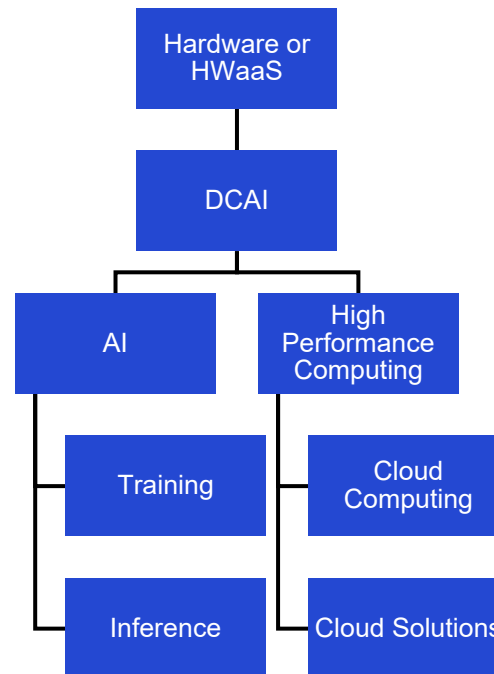 Hardware or
HWaaS
DCAI
AI
High
Performance
Computing
Training
Cloud
Computing
Inference
Cloud Solutions